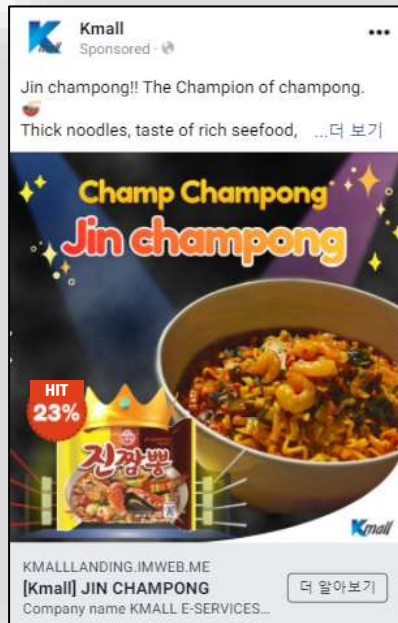 Kmall
Sponsored ·
Jin champong!! The Champion of champong.
Thick noodles, taste of rich seefood, ...더 보기
Champ Champong
Jin champong
HIT
23%
진짬뽕
Kmall
KMALLLANDING.IMWEB.ME
[Kmall] JIN CHAMPONG
더 알아보기
Company name KMALL E-SERVICES...